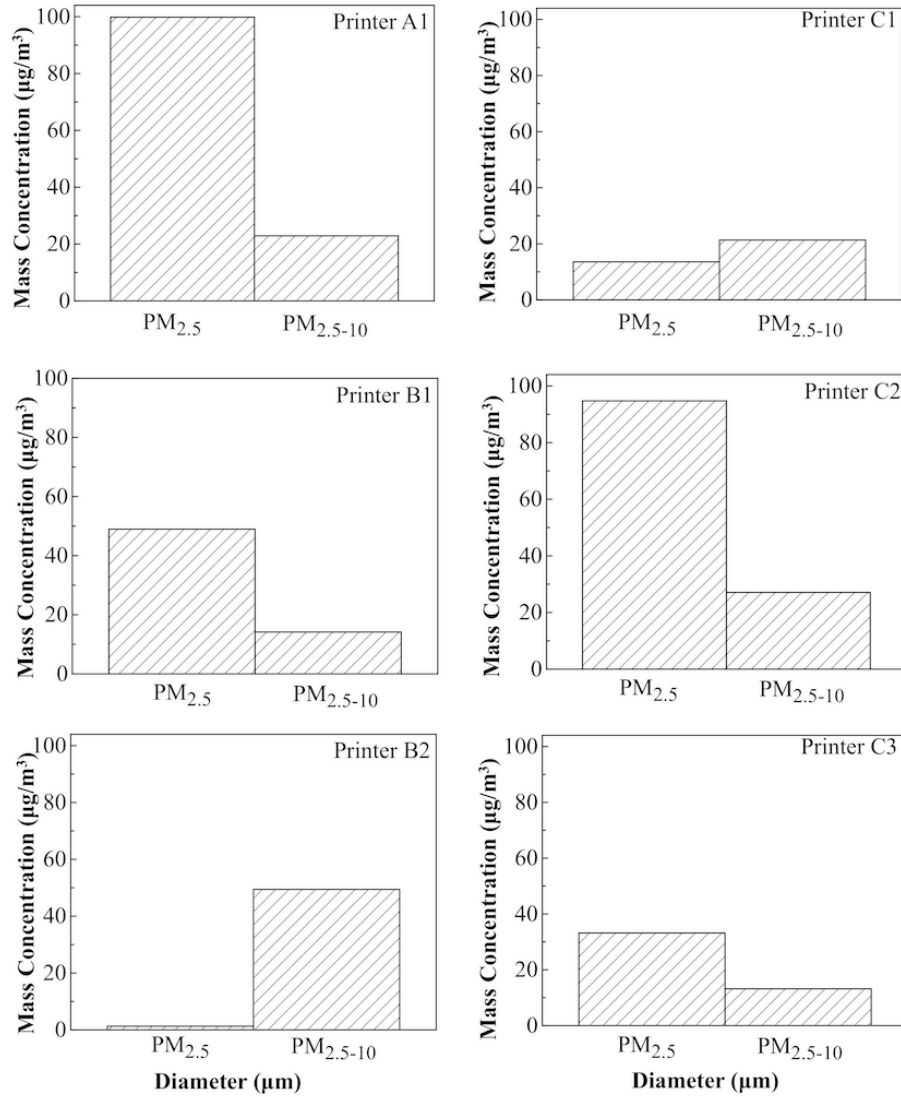 Printer A1
Mass Concentration (µg/m³)
100
80
60
40
20
0
PM2.5
PM2.5-10
Printer C1
Mass Concentration (µg/m³)
100
80
60
40
20
0
PM2.5
PM2.5-10
Printer B1
Mass Concentration (µg/m³)
100
80
60
40
20
0
PM2.5
PM2.5-10
Printer C2
Mass Concentration (µg/m³)
100
80
60
40
20
0
PM2.5
PM2.5-10
Printer B2
Mass Concentration (µg/m³)
100
80
60
40
20
0
PM2.5
PM2.5-10
Diameter (µm)
Printer C3
Mass Concentration (µg/m³)
100
80
60
40
20
0
PM2.5
PM2.5-10
Diameter (µm)